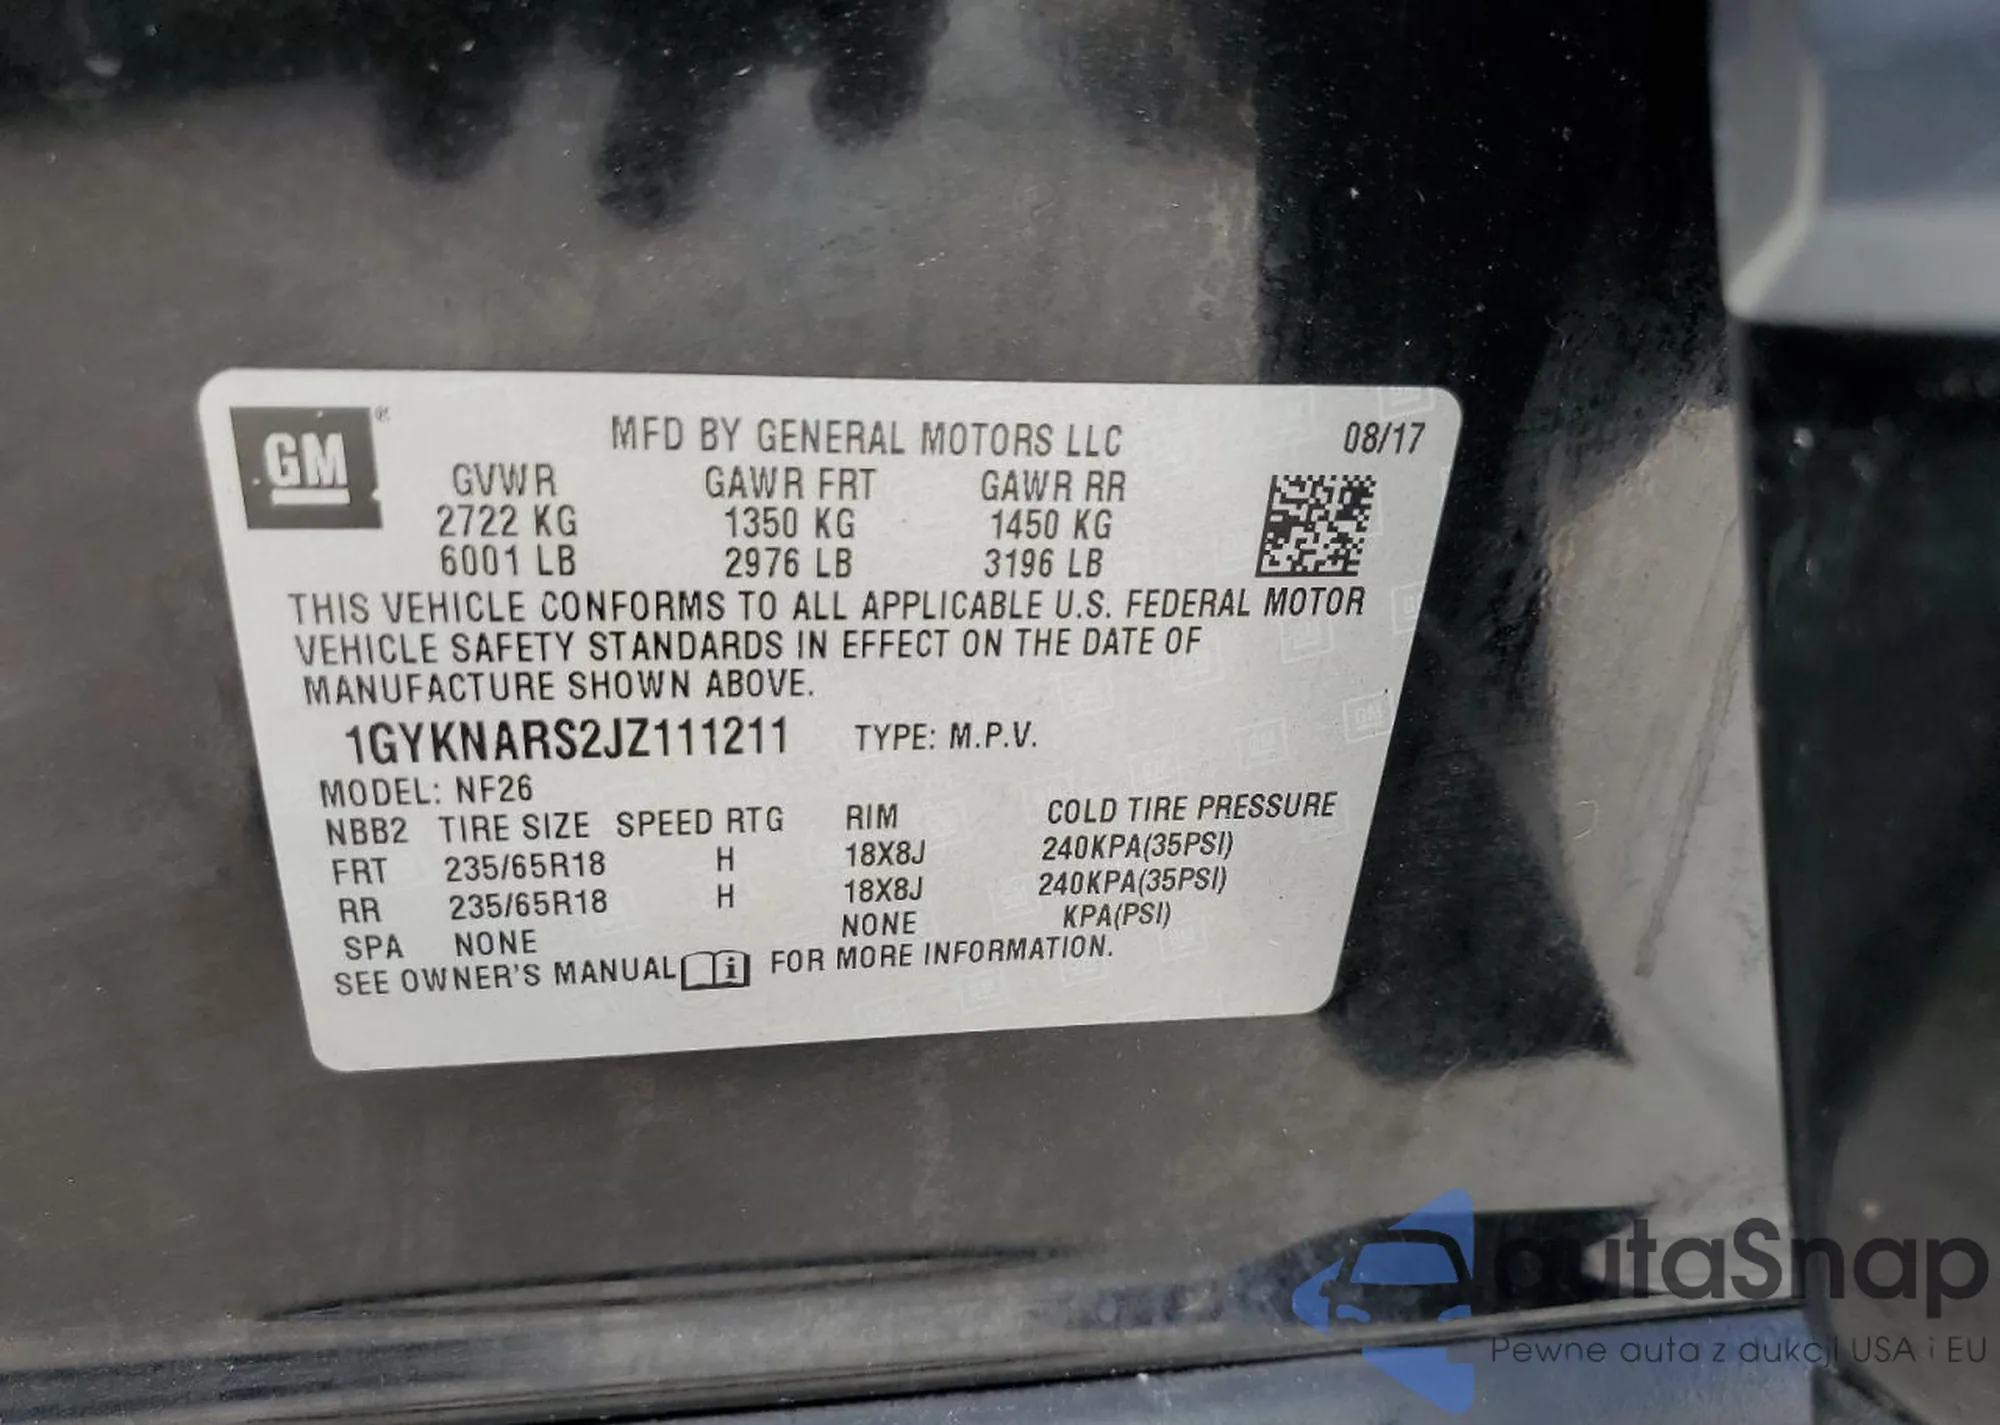 GM ®
MFD BY GENERAL MOTORS LLC 08/17
GVWR GAWR FRT GAWR RR
2722 KG 1350 KG 1450 KG
6001 LB 2976 LB 3196 LB
THIS VEHICLE CONFORMS TO ALL APPLICABLE U.S. FEDERAL MOTOR
VEHICLE SAFETY STANDARDS IN EFFECT ON THE DATE OF
MANUFACTURE SHOWN ABOVE.
1GYKNARS2JZ111211 TYPE: M.P.V.
MODEL: NF26
NBB2 TIRE SIZE SPEED RTG RIM COLD TIRE PRESSURE
FRT 235/65R18 H 18X8J 240KPA(35PSI)
RR 235/65R18 H 18X8J 240KPA(35PSI)
SPA NONE NONE KPA(PSI)
SEE OWNER'S MANUAL i FOR MORE INFORMATION.
autaSnap
Pewne auta z dukcji USA i EU